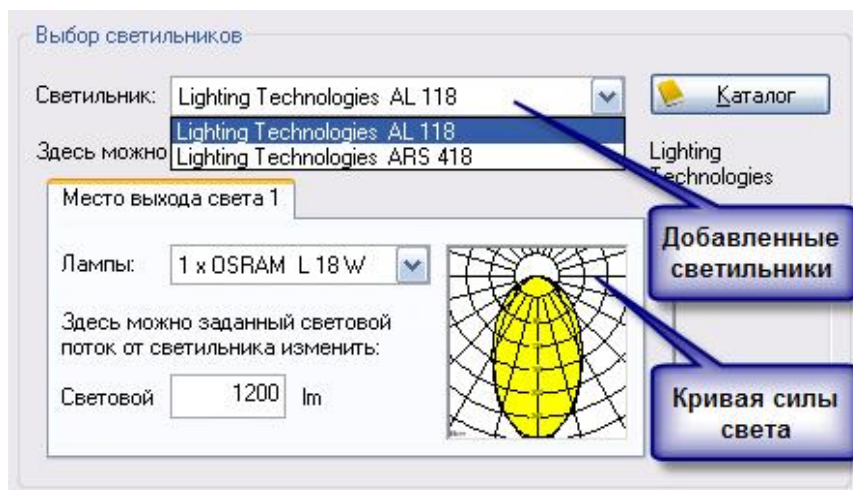 Выбор светильников
Светильник:
Lighting Technologies AL 118
Каталог
Lighting Technologies AL 118
Lighting Technologies ARS 418
Здесь можно
Lighting
Technologies
Добавленные
светильники
Место выхода света 1
Лампы:
1 x OSRAM L 18 W
Здесь можно заданный световой
поток от светильника изменить:
Световой
1200
lm
Кривая силы
света